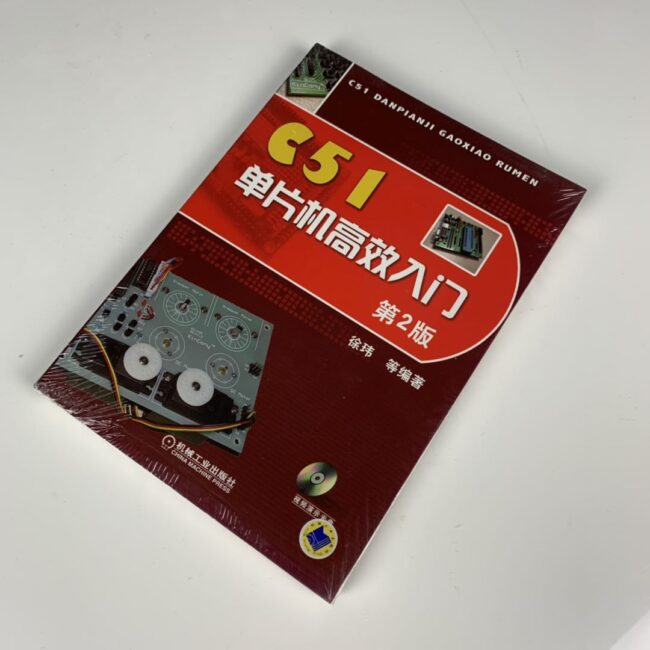 C51 DANPIANJI GAOXIAO RUMEN
C51
单片机高效入门
第2版
徐玮 等编著
机械工业出版社
CHINA MACHINE PRESS